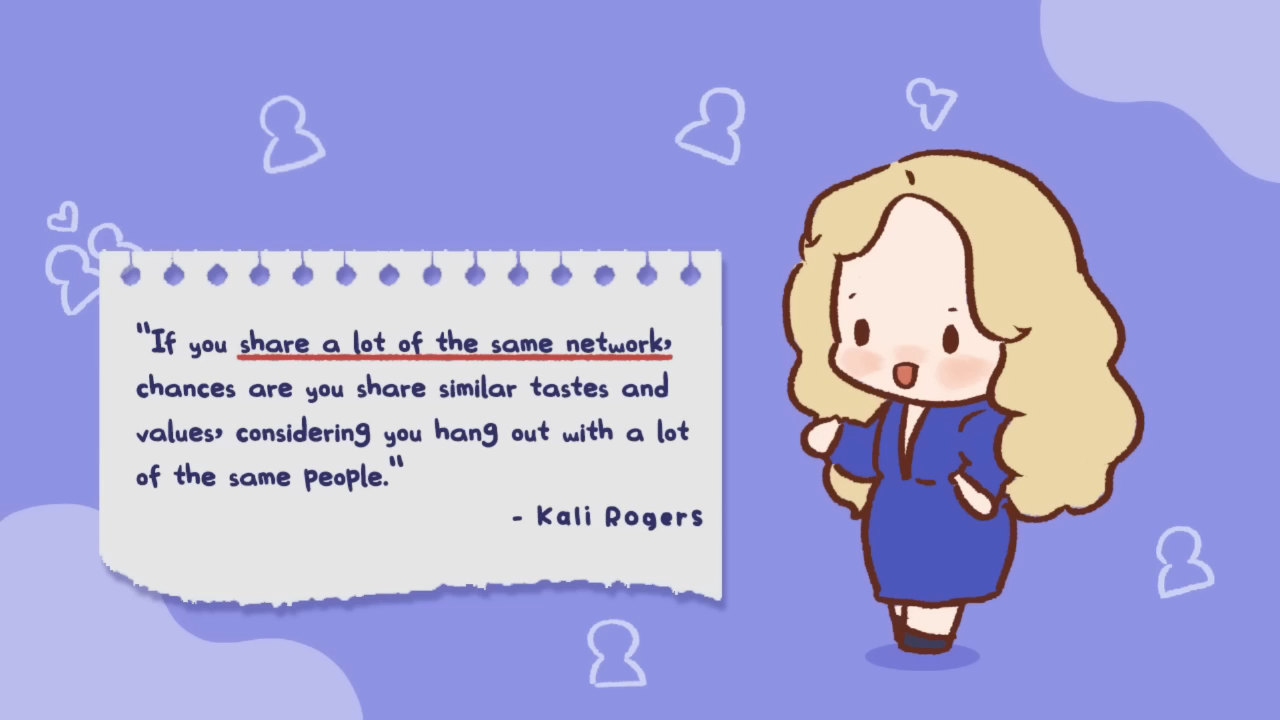 "If you share a lot of the same network,
chances are you share similar tastes and
values, considering you hang out with a lot
of the same people."
- Kali Rogers